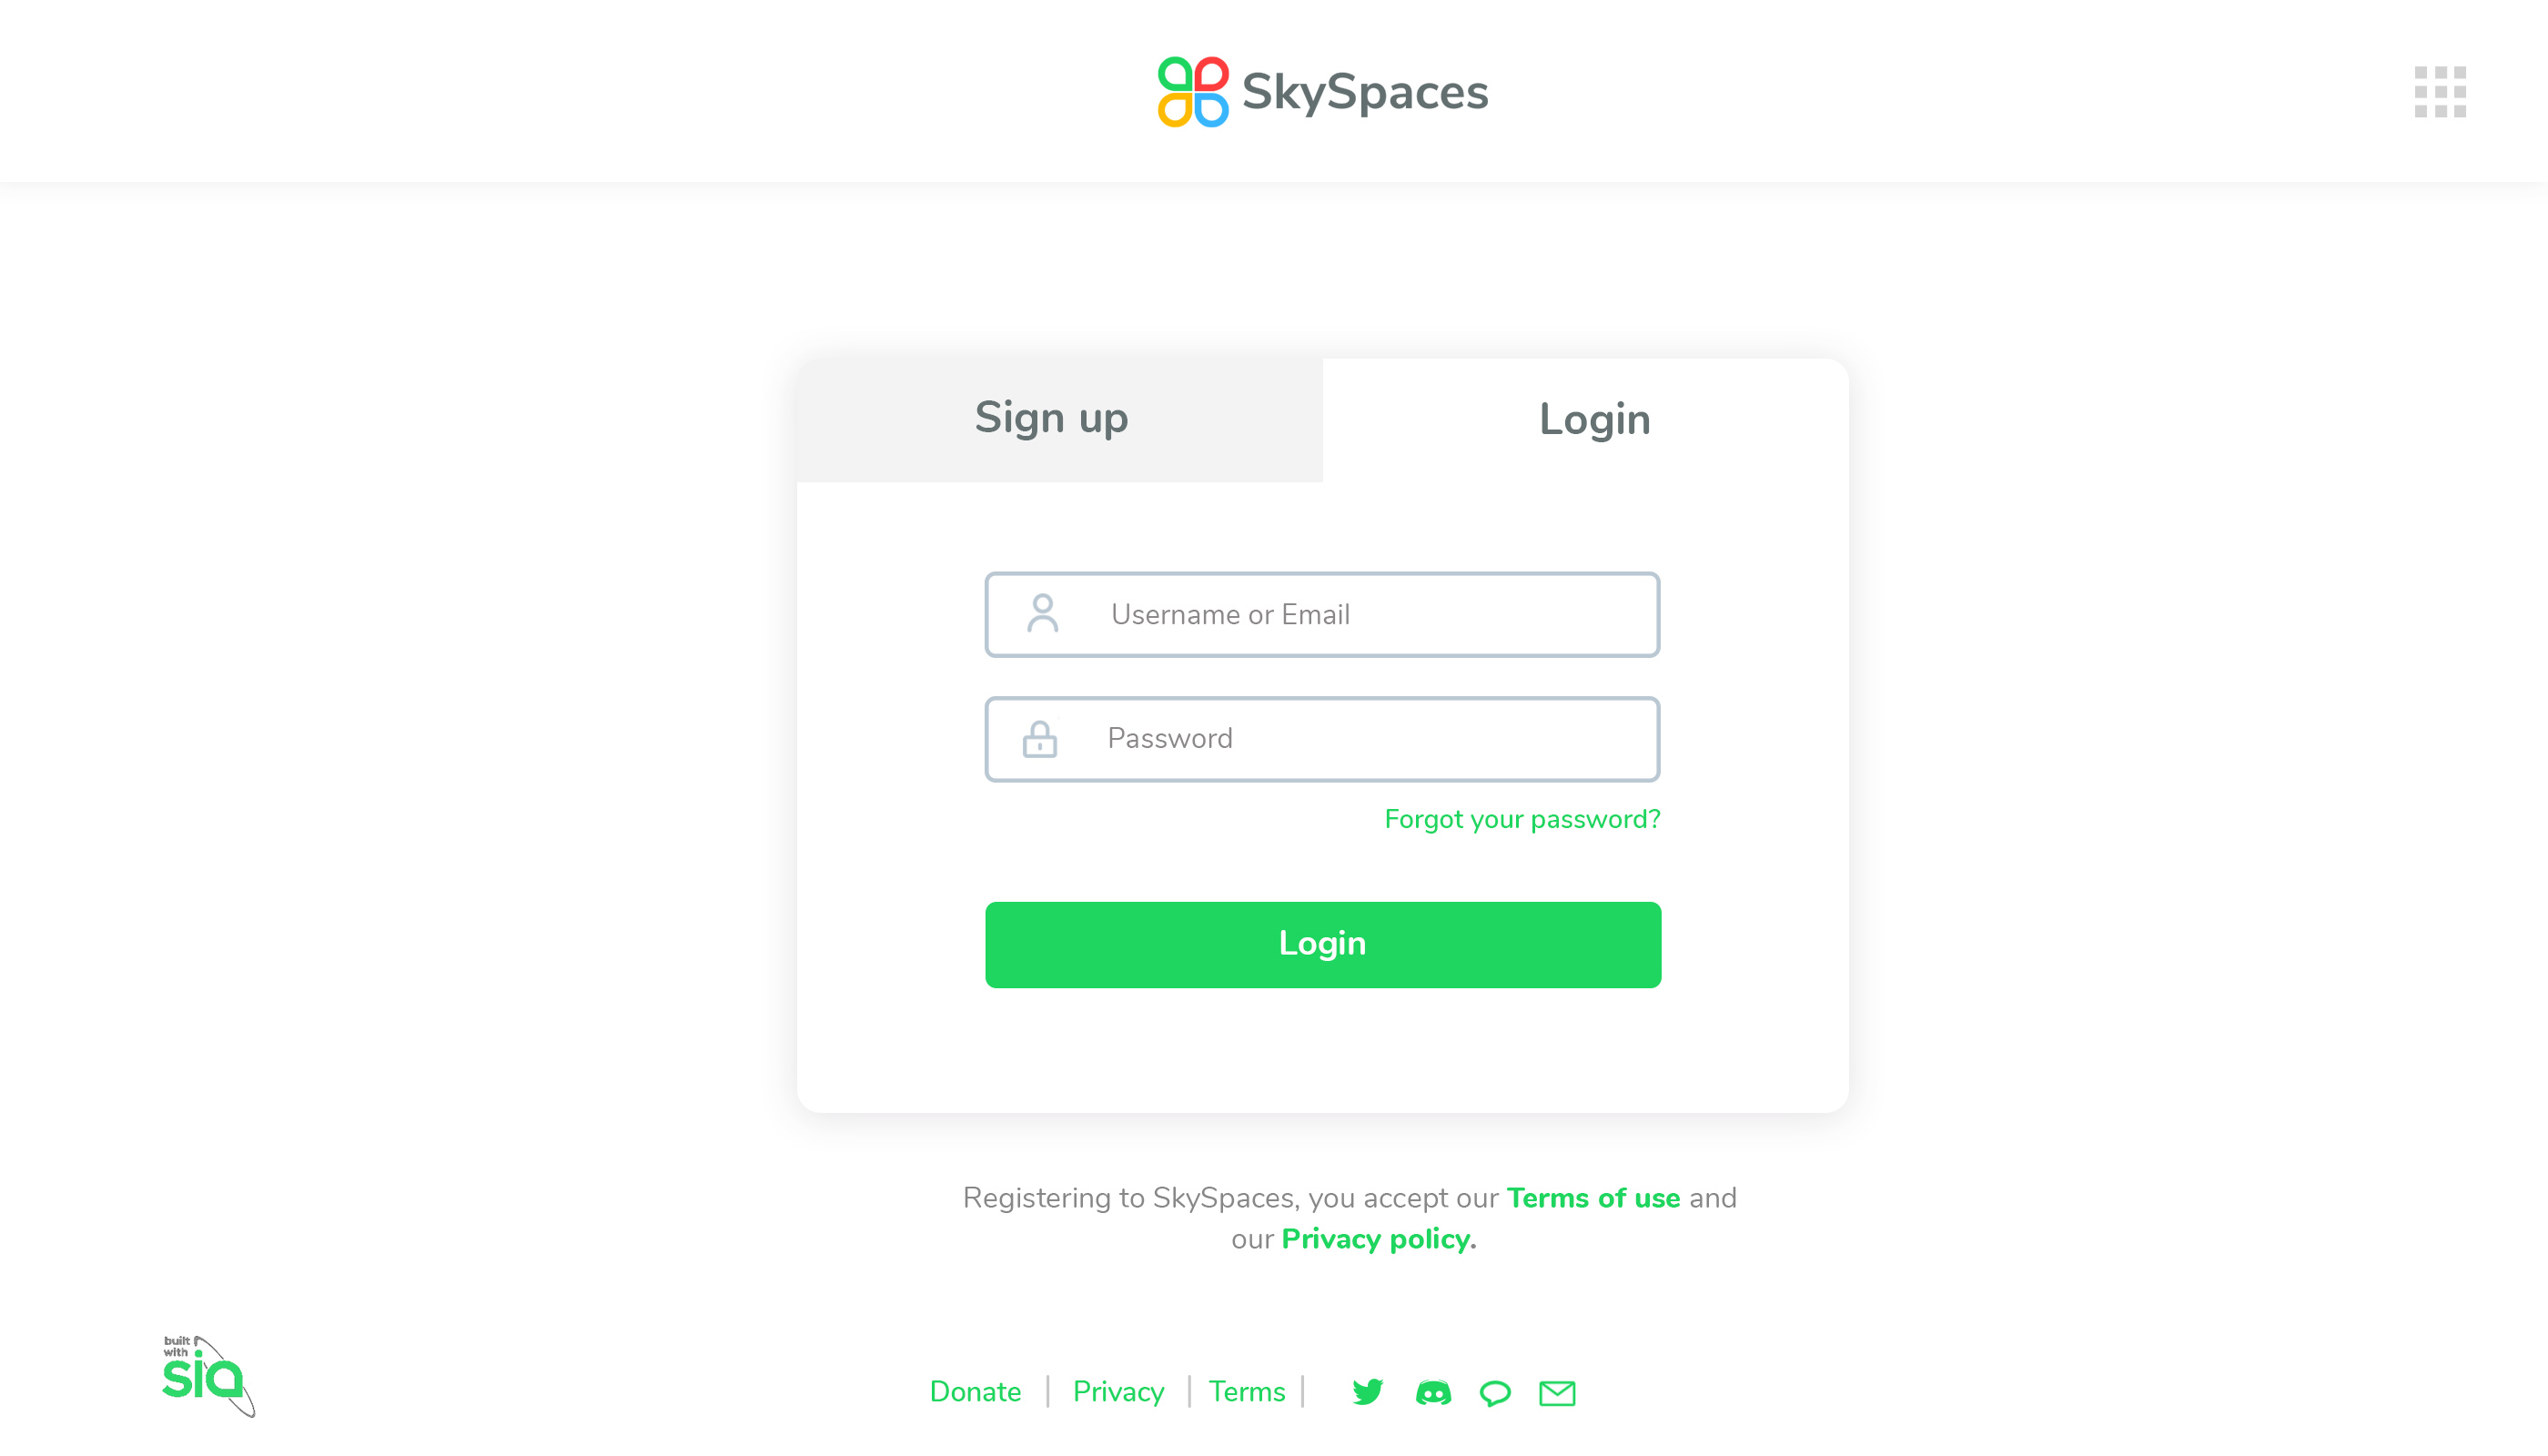 SkySpaces
Sign up
Login
Username or Email
Password
Forgot your password?
Login
Registering to SkySpaces, you accept our Terms of use and
our Privacy policy.
built
with
sia
Donate | Privacy | Terms |